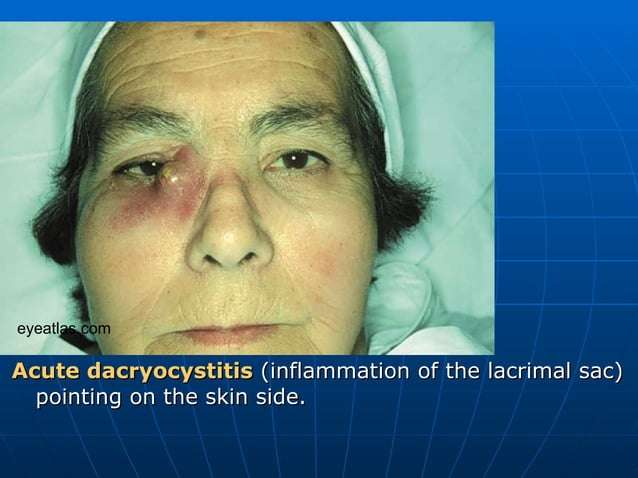 eyeatlas.com
Acute dacryocystitis (inflammation of the lacrimal sac)
pointing on the skin side.